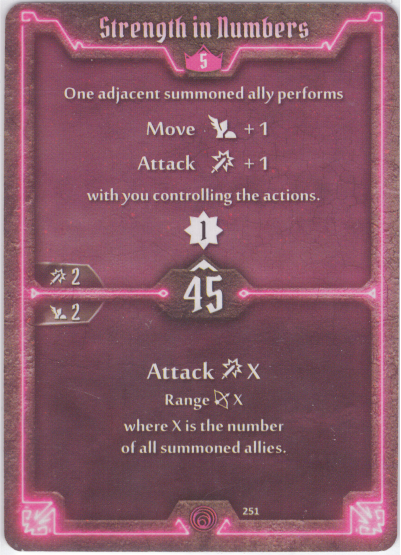 Strength in Numbers
5
One adjacent summoned ally performs
Move + 1
Attack + 1
with you controlling the actions.
1
2
45
2
Attack X
Range X
where X is the number
of all summoned allies.
251